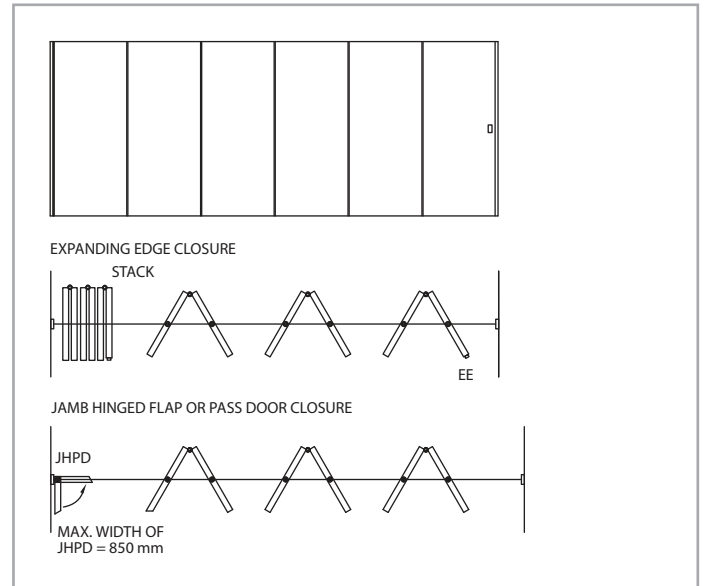 EXPANDING EDGE CLOSURE
STACK
EE
JAMB HINGED FLAP OR PASS DOOR CLOSURE
JHPD
MAX. WIDTH OF
JHPD = 850 mm